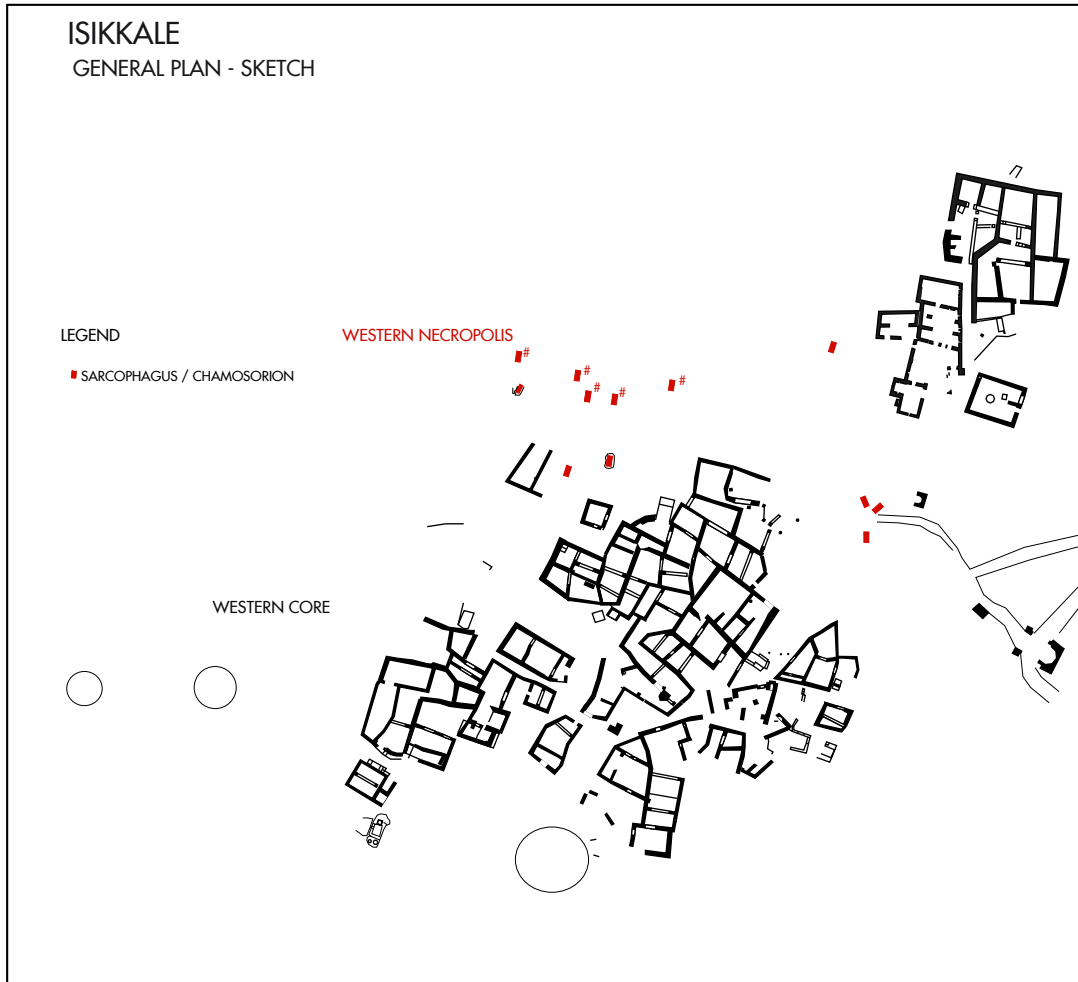 ISIKKALE
GENERAL PLAN - SKETCH
LEGEND
WESTERN NECROPOLIS
SARCOPHAGUS / CHAMOSORION
#
#
#
#
#
WESTERN CORE